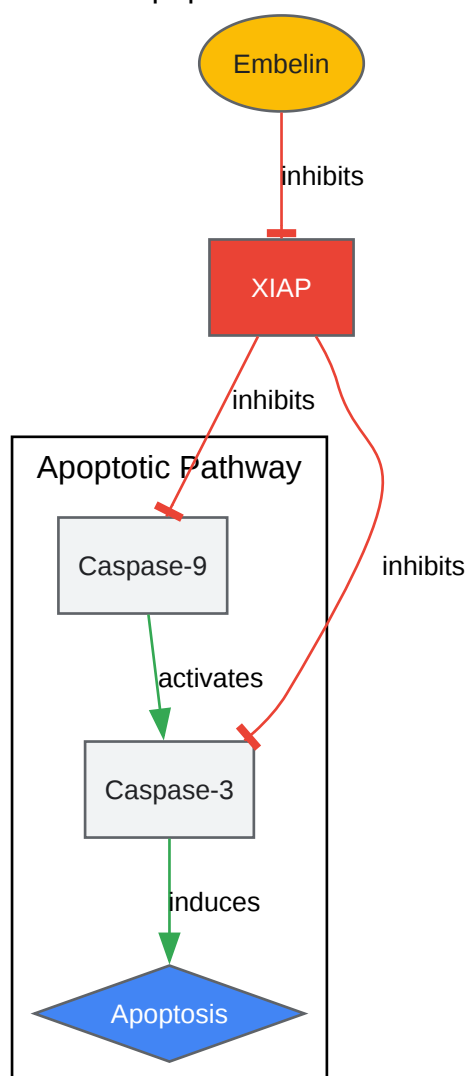 Embelin
inhibits
XIAP
inhibits
Apoptotic Pathway
Caspase-9
inhibits
activates
Caspase-3
induces
Apoptosis